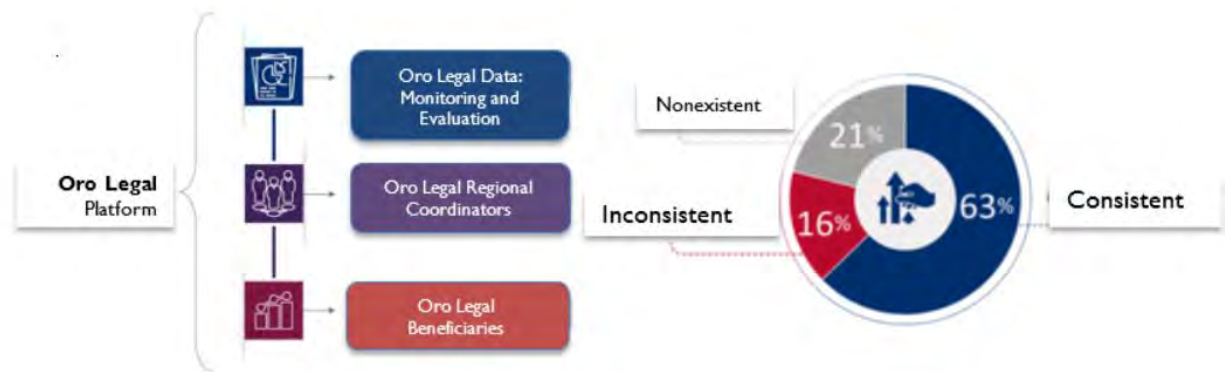 Oro Legal
Platform
Oro Legal Data:
Monitoring and
Evaluation
Oro Legal Regional
Coordinators
Oro Legal
Beneficiaries
Nonexistent
21%
Inconsistent
16%
63%
Consistent